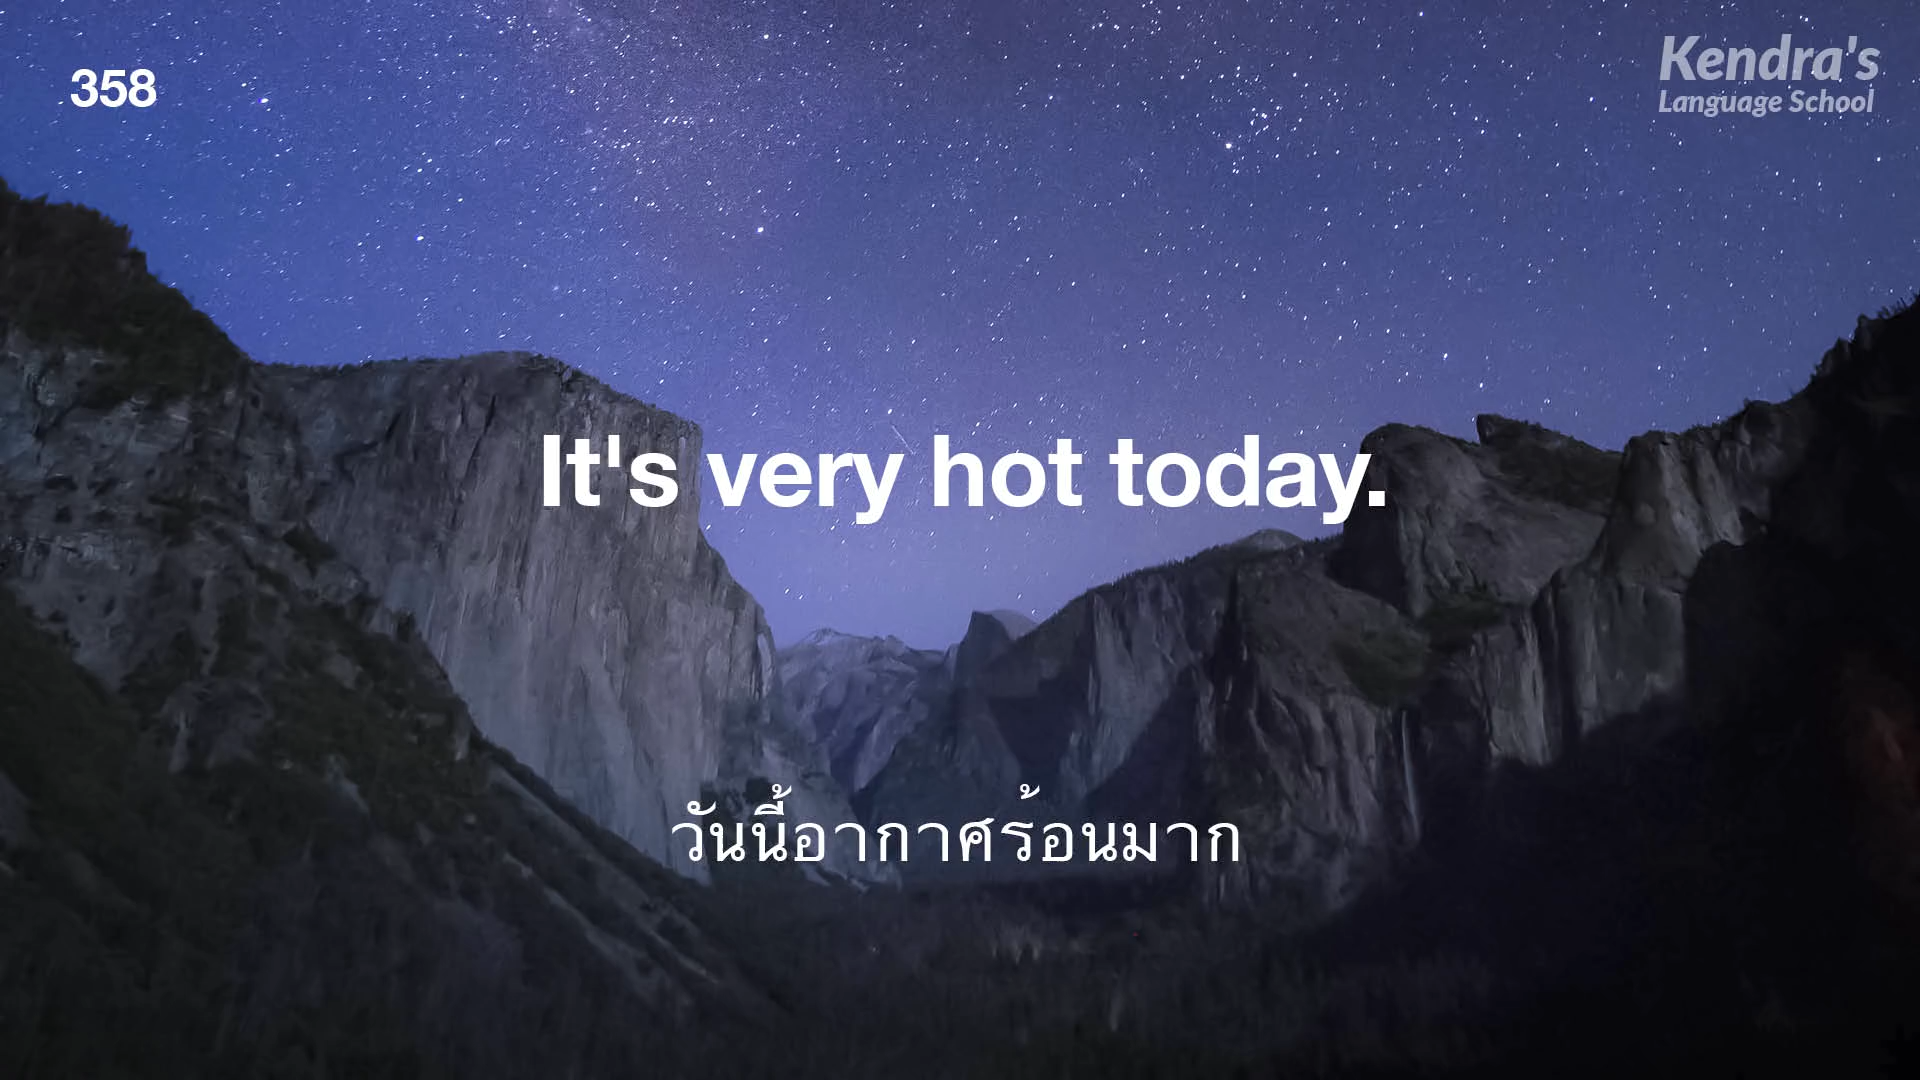 358
Kendra's
Language School
It's very hot today.
วันนี้อากาศร้อนมาก